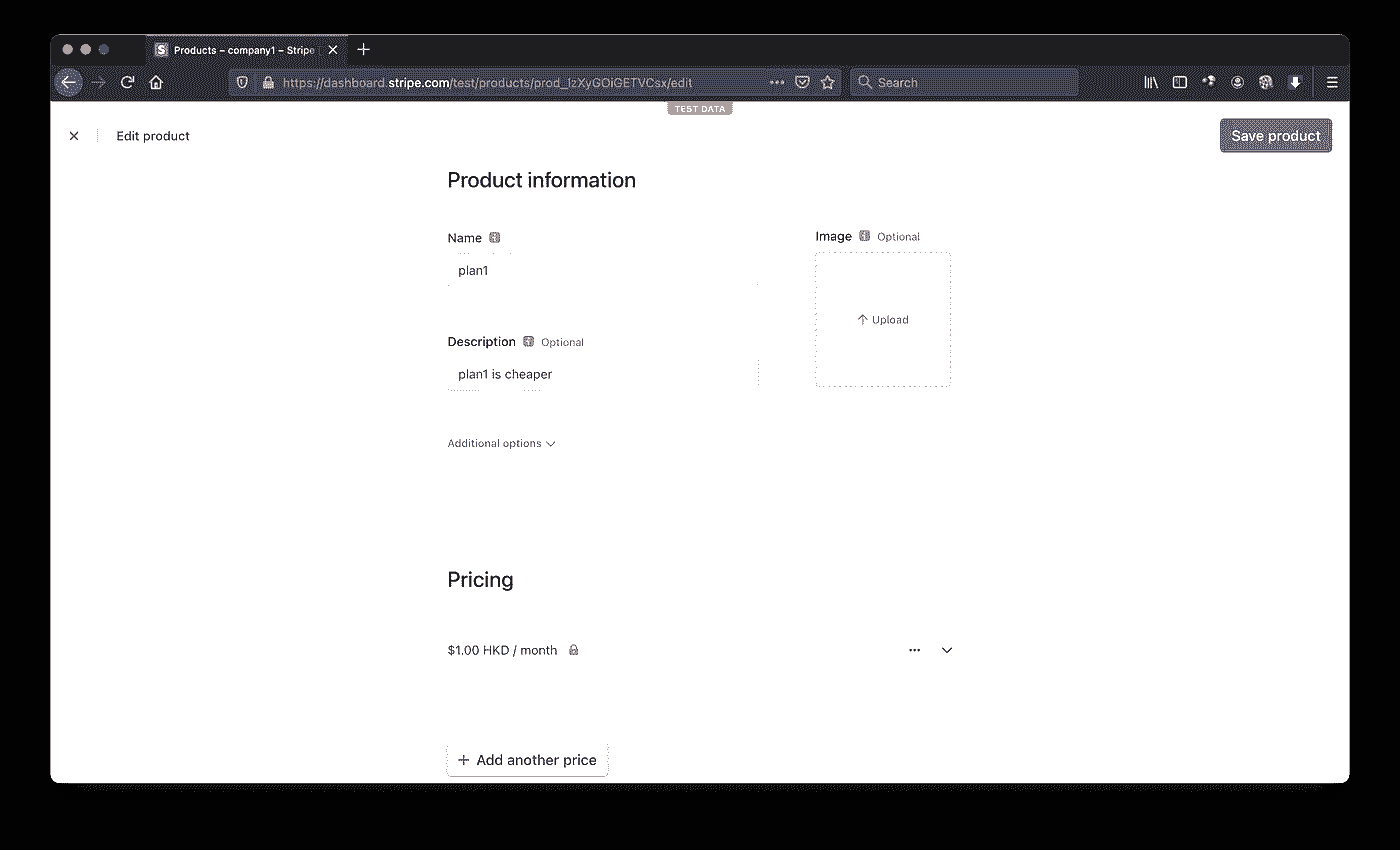 Products – company1 – Stripe
https://dashboard.stripe.com/test/products/prod_IzXyGOiGETVCsx/edit
Search
TEST DATA
Edit product
Save product
Product information
Name
Image Optional
plan1
Upload
Description Optional
plan1 is cheaper
Additional options
Pricing
$1.00 HKD / month
+ Add another price